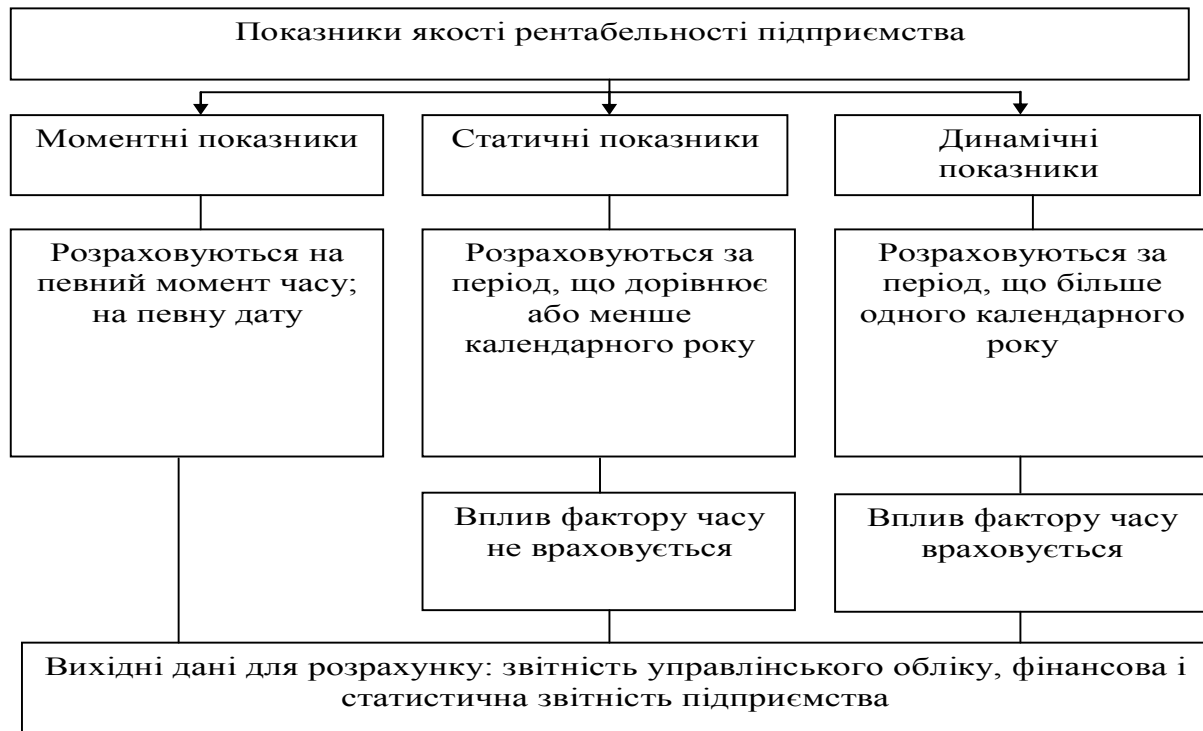 Показники якості рентабельності підприємства
Моментні показники
Статичні показники
Динамічні
показники
Розраховуються на
певний момент часу;
на певну дату
Розраховуються за
період, що дорівнює
або менше
календарного року
Розраховуються за
період, що більше
одного календарного
року
Вплив фактору часу
не враховується
Вплив фактору часу
враховується
Вихідні дані для розрахунку: звітність управлінського обліку, фінансова і
статистична звітність підприємства